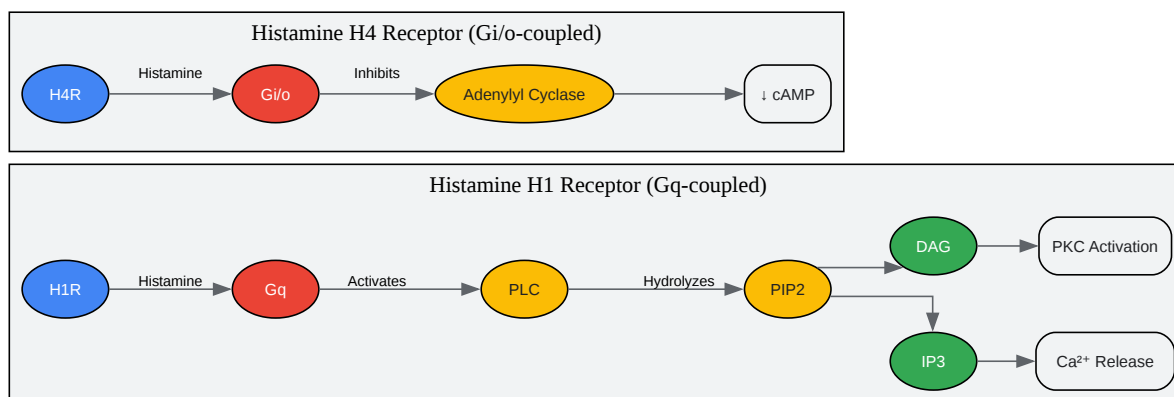 Histamine H4 Receptor (Gi/o-coupled)
H4R
Histamine
Gi/o
Inhibits
Adenylyl Cyclase
↓ cAMP
Histamine H1 Receptor (Gq-coupled)
H1R
Histamine
Gq
Activates
PLC
Hydrolyzes
PIP2
DAG
PKC Activation
IP3
Ca²⁺ Release